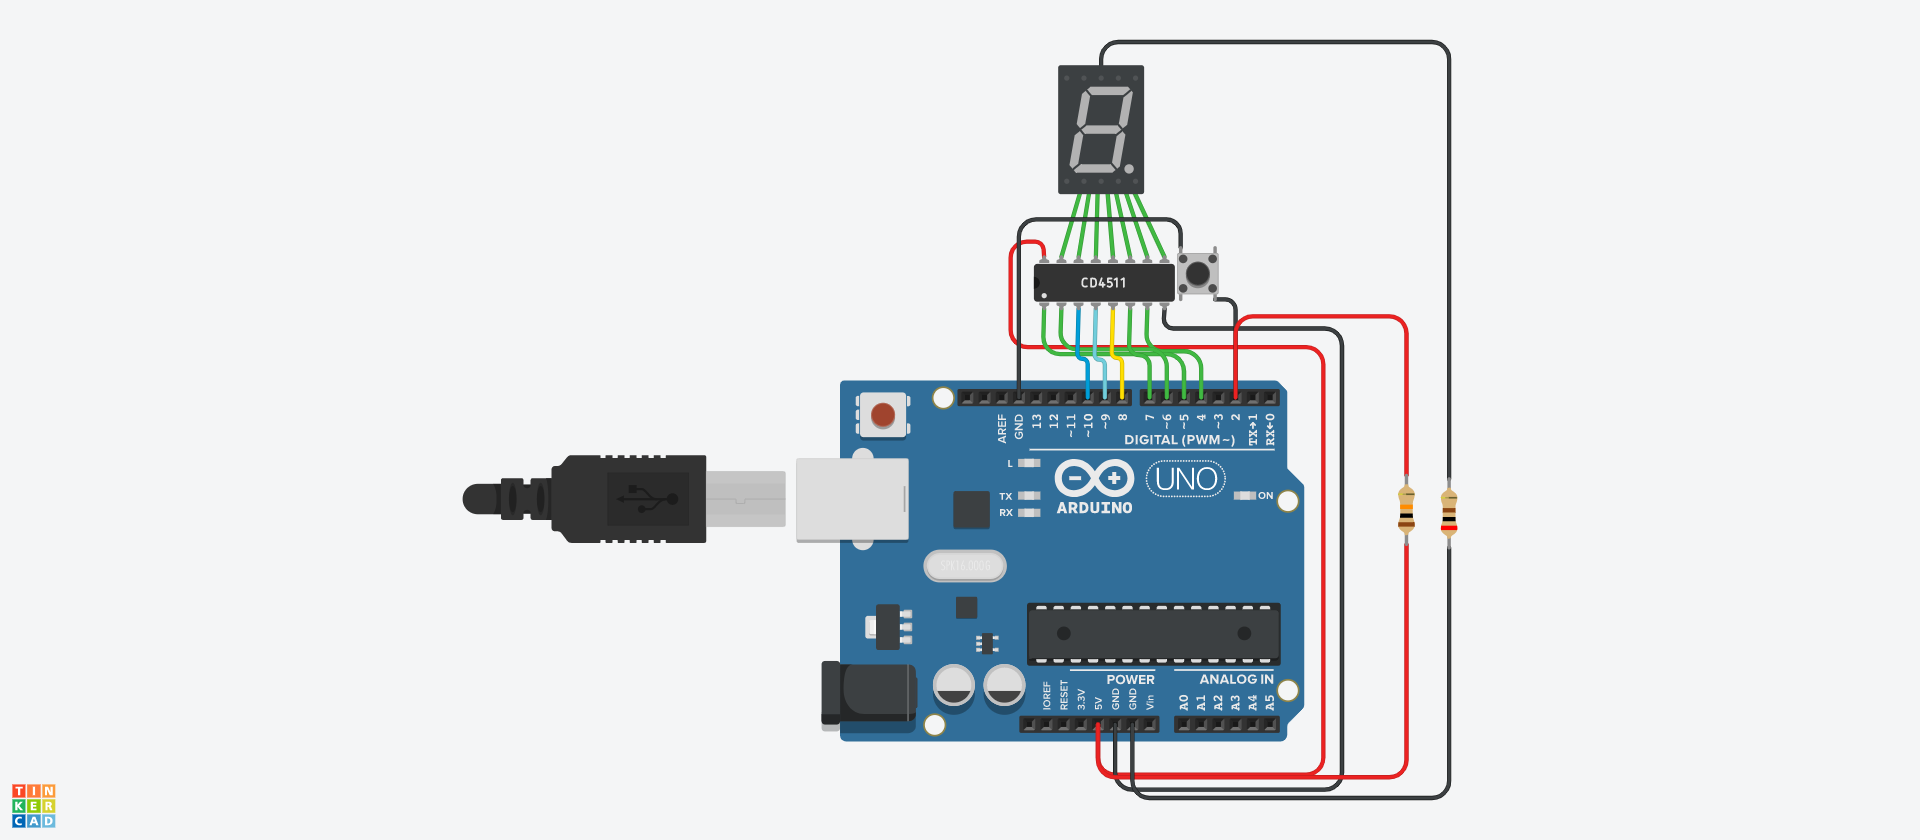 CD4511
AREF
GND
13
12
~11
~10
~9
8
7
~6
~5
4
~3
2
TX→1
RX←0
DIGITAL (PWM~)
L
TX
RX
ARDUINO
UNO
ON
SPK16.000G
POWER
ANALOG IN
IOREF
RESET
3.3V
5V
GND
GND
Vin
A0
A1
A2
A3
A4
A5
TIN
KER
CAD